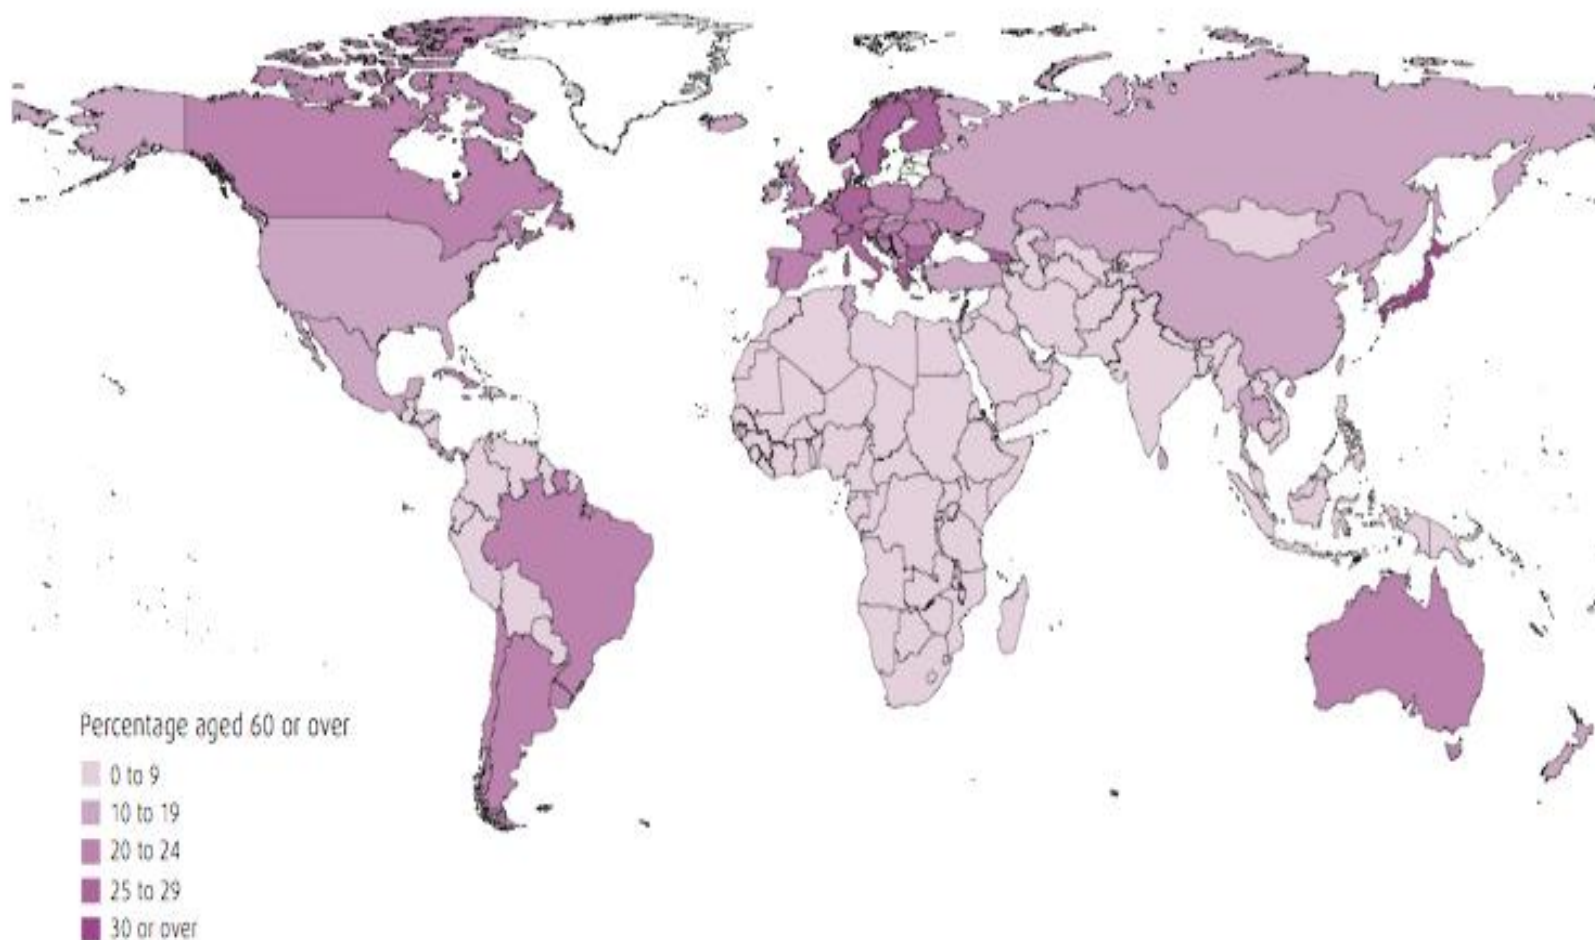 Percentage aged 60 or over
0 to 9
10 to 19
20 to 24
25 to 29
30 or over